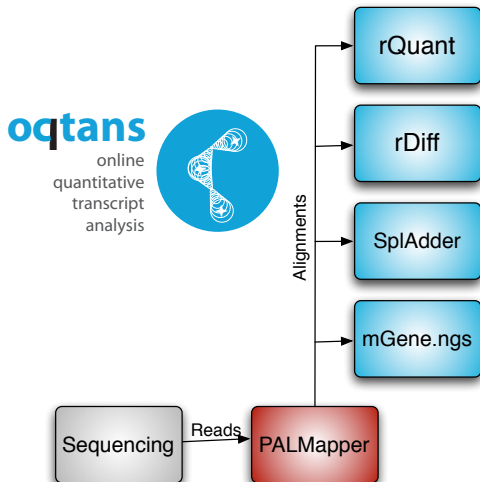 rQuant
oqtans
online
quantitative
transcript
analysis
rDiff
Alignments
SplAdder
mGene.ngs
Sequencing
Reads
PALMapper